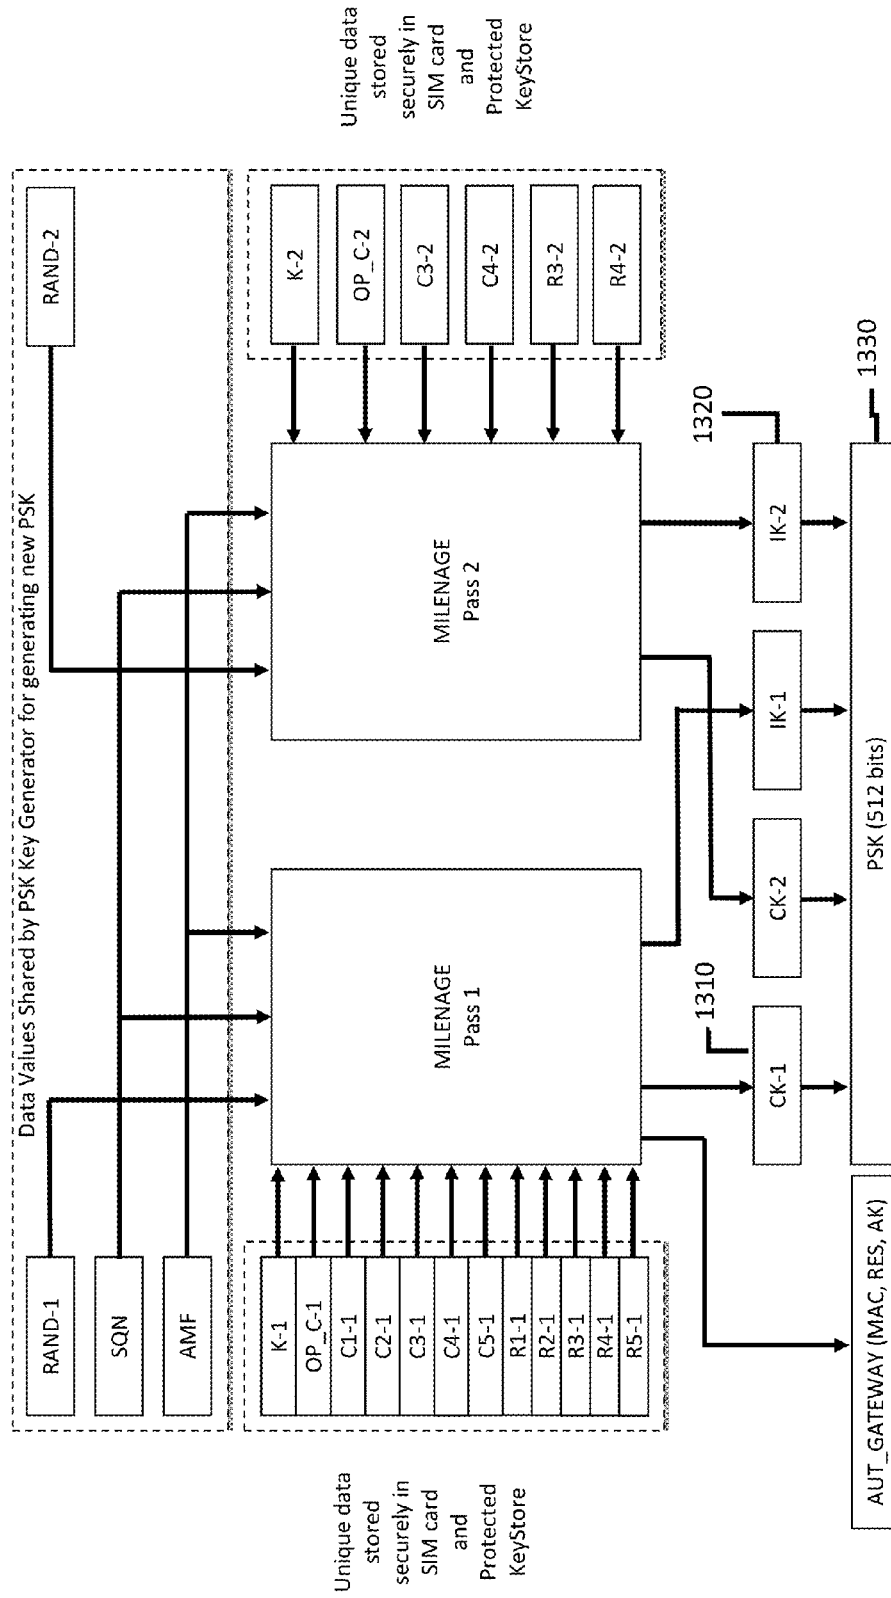 Data Values Shared by PSK Key Generator for generating new PSK
RAND-1
SQN
AMF
RAND-2
Unique data
stored
securely in
SIM card
and
Protected
KeyStore
K-1
OP_C-1
C1-1
C2-1
C3-1
C4-1
C5-1
R1-1
R2-1
R3-1
R4-1
R5-1
MILENAGE
Pass 1
MILENAGE
Pass 2
K-2
OP_C-2
C3-2
C4-2
R3-2
R4-2
Unique data
stored
securely in
SIM card
and
Protected
KeyStore
1310
1320
CK-1
CK-2
IK-1
IK-2
1330
AUT_GATEWAY (MAC, RES, AK)
PSK (512 bits)